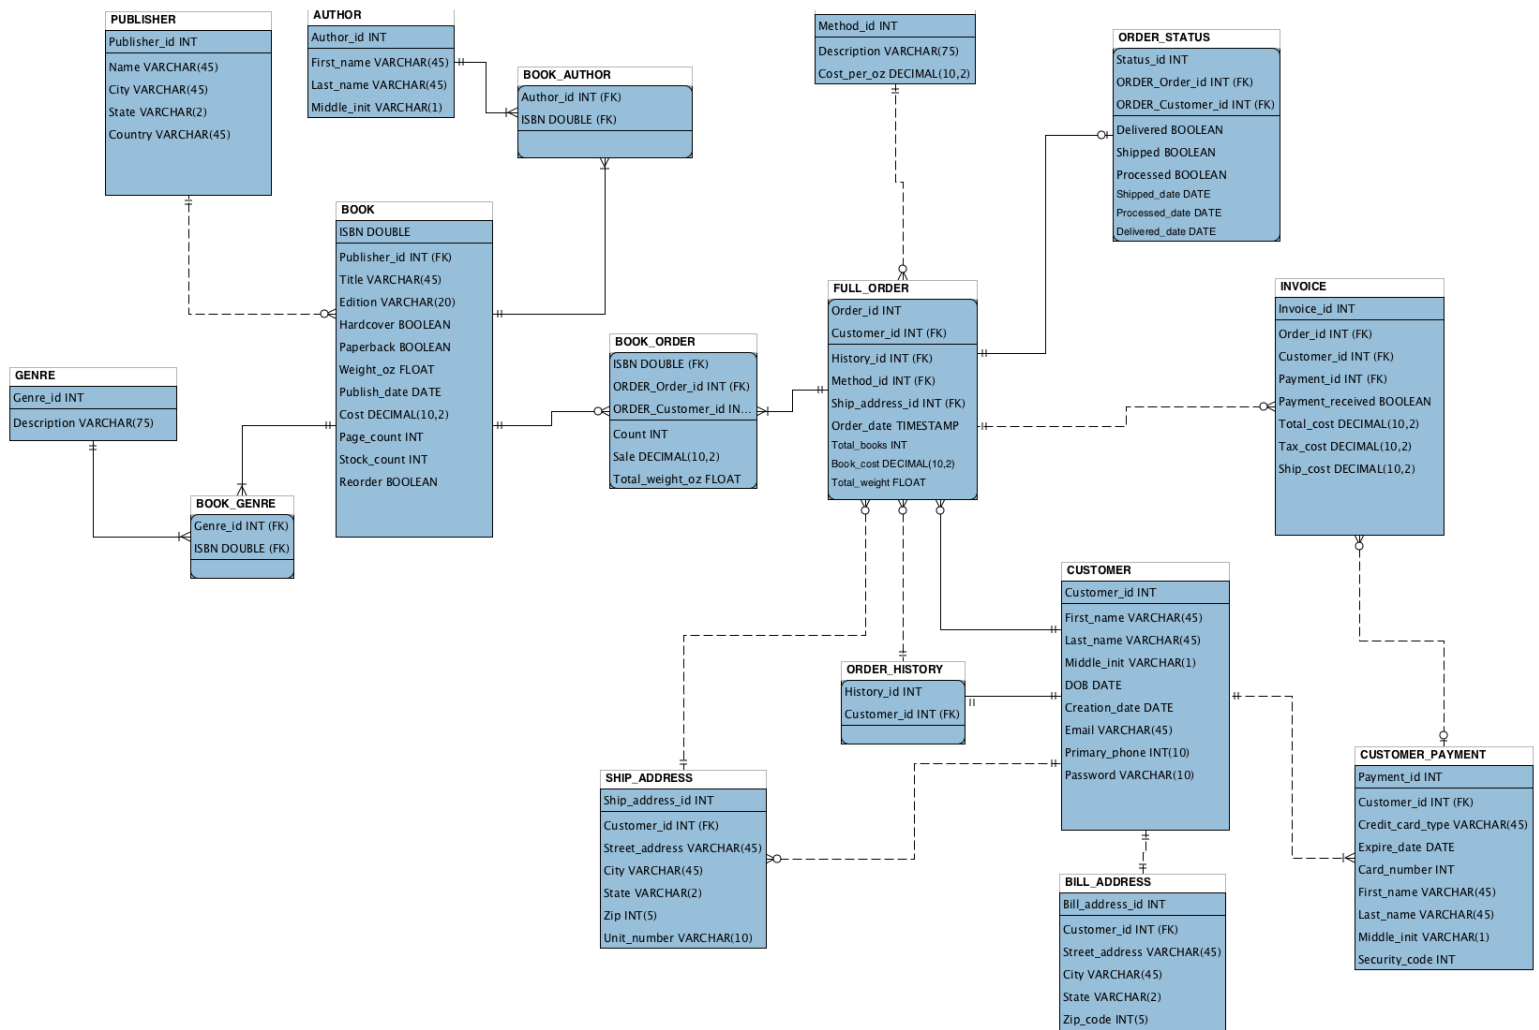 PUBLISHER
Publisher_id INT
Name VARCHAR(45)
City VARCHAR(45)
State VARCHAR(2)
Country VARCHAR(45)
AUTHOR
Author_id INT
First_name VARCHAR(45)
Last_name VARCHAR(45)
Middle_init VARCHAR(1)
BOOK_AUTHOR
Author_id INT (FK)
ISBN DOUBLE (FK)
Method_id INT
Description VARCHAR(75)
Cost_per_oz DECIMAL(10,2)
ORDER_STATUS
Status_id INT
ORDER_Order_id INT (FK)
ORDER_Customer_id INT (FK)
Delivered BOOLEAN
Shipped BOOLEAN
Processed BOOLEAN
Shipped_date DATE
Processed_date DATE
Delivered_date DATE
BOOK
ISBN DOUBLE
Publisher_id INT (FK)
Title VARCHAR(45)
Edition VARCHAR(20)
Hardcover BOOLEAN
Paperback BOOLEAN
Weight_oz FLOAT
Publish_date DATE
Cost DECIMAL(10,2)
Page_count INT
Stock_count INT
Reorder BOOLEAN
GENRE
Genre_id INT
Description VARCHAR(75)
BOOK_GENRE
Genre_id INT (FK)
ISBN DOUBLE (FK)
BOOK_ORDER
ISBN DOUBLE (FK)
ORDER_Order_id INT (FK)
ORDER_Customer_id IN...
Count INT
Sale DECIMAL(10,2)
Total_weight_oz FLOAT
FULL_ORDER
Order_id INT
Customer_id INT (FK)
History_id INT (FK)
Method_id INT (FK)
Ship_address_id INT (FK)
Order_date TIMESTAMP
Total_books INT
Book_cost DECIMAL(10,2)
Total_weight FLOAT
INVOICE
Invoice_id INT
Order_id INT (FK)
Customer_id INT (FK)
Payment_id INT (FK)
Payment_received BOOLEAN
Total_cost DECIMAL(10,2)
Tax_cost DECIMAL(10,2)
Ship_cost DECIMAL(10,2)
CUSTOMER
Customer_id INT
First_name VARCHAR(45)
Last_name VARCHAR(45)
Middle_init VARCHAR(1)
DOB DATE
Creation_date DATE
Email VARCHAR(45)
Primary_phone INT(10)
Password VARCHAR(10)
ORDER_HISTORY
History_id INT
Customer_id INT (FK)
SHIP_ADDRESS
Ship_address_id INT
Customer_id INT (FK)
Street_address VARCHAR(45)
City VARCHAR(45)
State VARCHAR(2)
Zip INT(5)
Unit_number VARCHAR(10)
BILL_ADDRESS
Bill_address_id INT
Customer_id INT (FK)
Street_address VARCHAR(45)
City VARCHAR(45)
State VARCHAR(2)
Zip_code INT(5)
CUSTOMER_PAYMENT
Payment_id INT
Customer_id INT (FK)
Credit_card_type VARCHAR(45)
Expire_date DATE
Card_number INT
First_name VARCHAR(45)
Last_name VARCHAR(45)
Middle_init VARCHAR(1)
Security_code INT